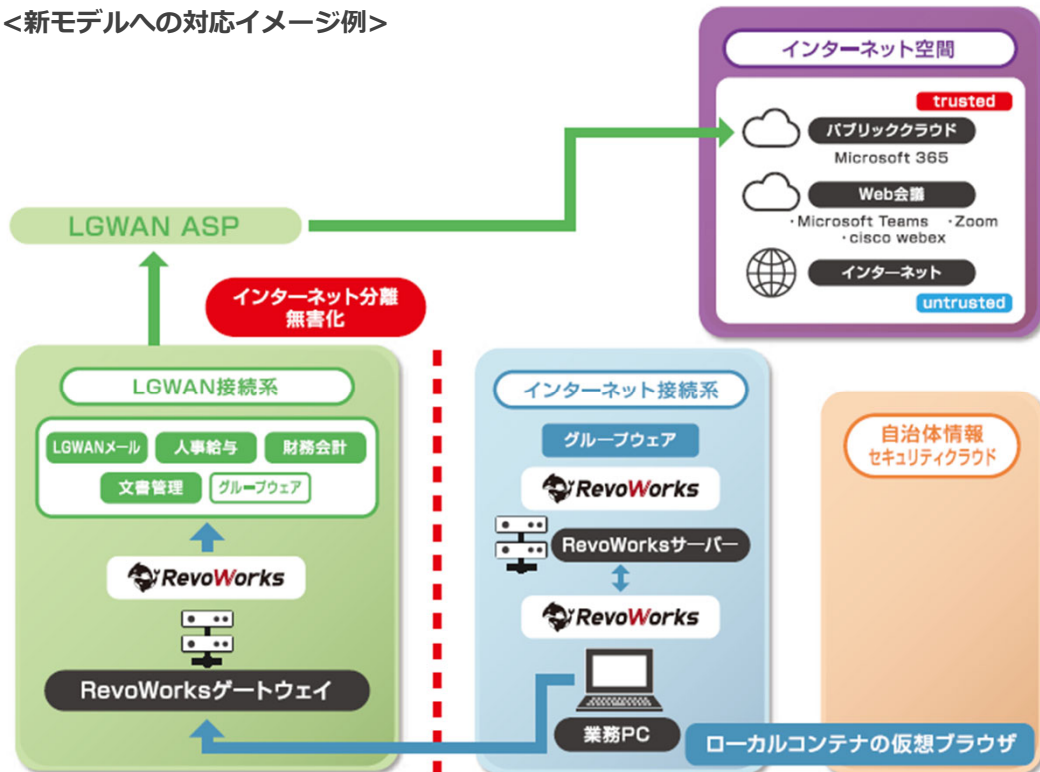 <新モデルへの対応イメージ例>
インターネット空間
trusted
パブリッククラウド
Microsoft 365
Web会議
・Microsoft Teams ・Zoom
・cisco webex
インターネット
untrusted
LGWAN ASP
インターネット分離
無害化
LGWAN接続系
LGWANメール 人事給与 財務会計
文書管理 グループウェア
RevoWorks
RevoWorksゲートウェイ
インターネット接続系
グループウェア
RevoWorks
RevoWorksサーバー
RevoWorks
業務PC
ローカルコンテナの仮想ブラウザ
自治体情報
セキュリティクラウド